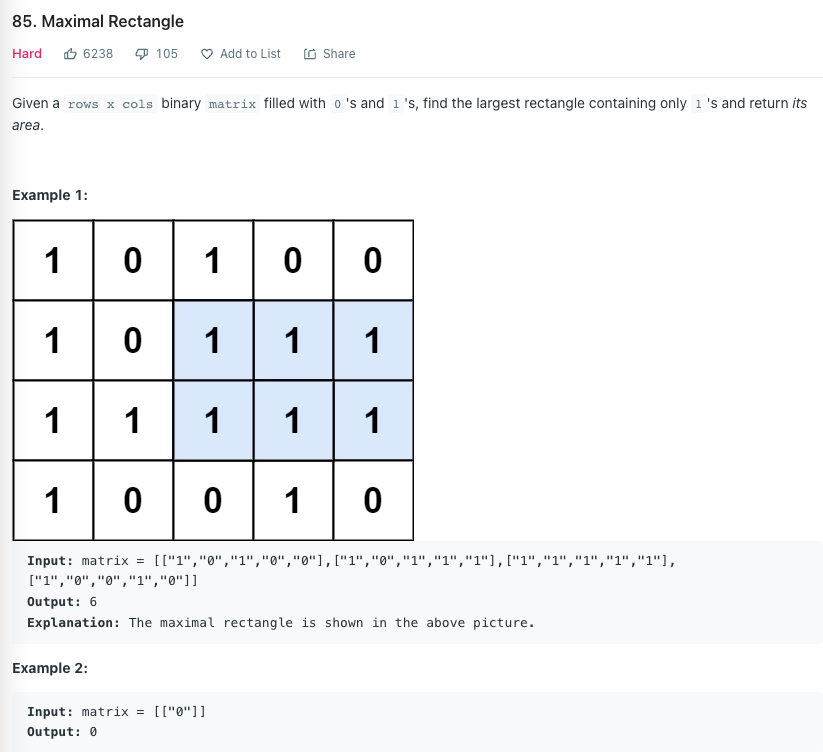 85. Maximal Rectangle
Hard 6238 105 Add to List Share
Given a rows x cols binary matrix filled with 0 's and 1 's, find the largest rectangle containing only 1 's and return its
area.
Example 1:
1 0 1 0 0
1 0 1 1 1
1 1 1 1 1
1 0 0 1 0
Input: matrix = [["1","0","1","0","0"],["1","0","1","1","1"],["1","1","1","1","1"],
["1","0","0","1","0"]]
Output: 6
Explanation: The maximal rectangle is shown in the above picture.
Example 2:
Input: matrix = [["0"]]
Output: 0